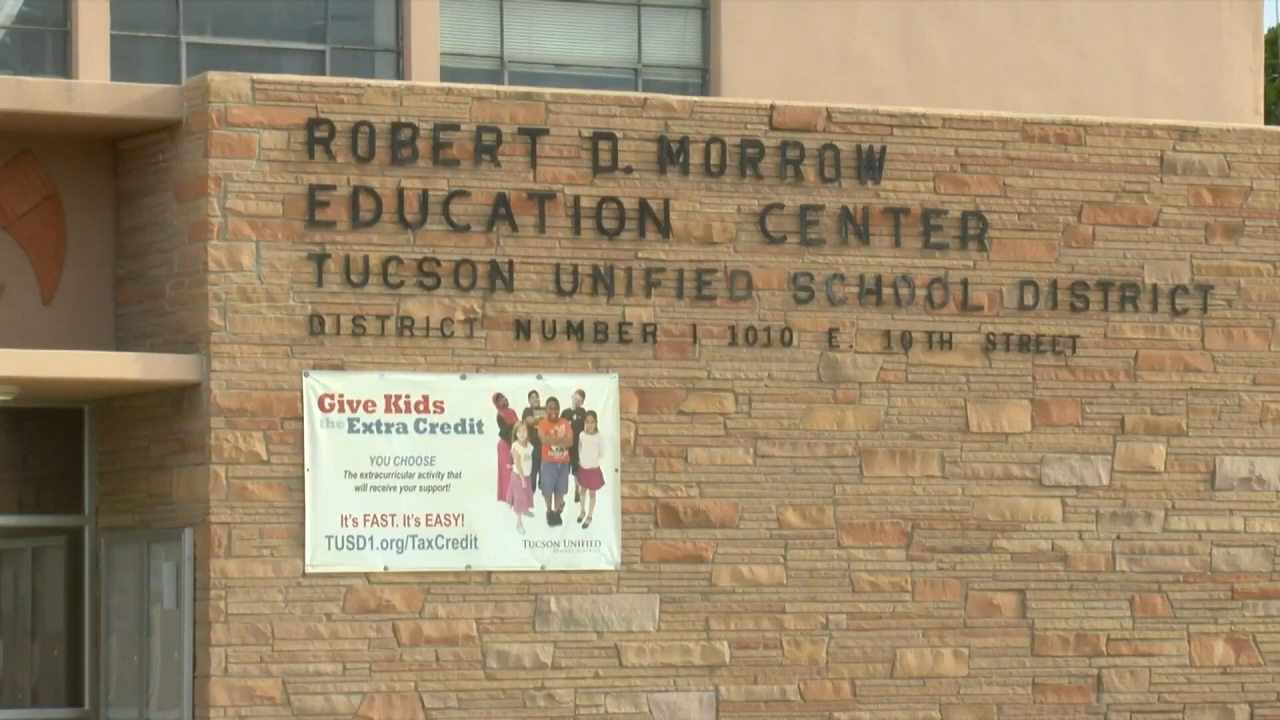 ROBERT D. MORROW
EDUCATION CENTER
TUCSON UNIFIED SCHOOL DISTRICT
DISTRICT NUMBER 1 1010 E. 10TH STREET
Give Kids
the Extra Credit
YOU CHOOSE
The extracurricular activity that
will receive your support!
It's FAST. It's EASY!
TUSD1.org/TaxCredit
TUCSON UNIFIED
SCHOOL DISTRICT